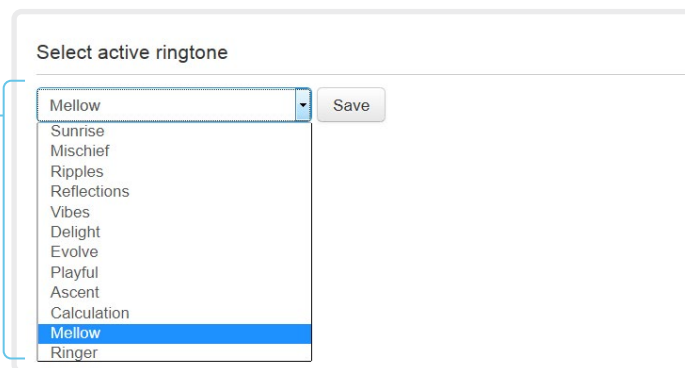 Select active ringtone
Mellow
Save
Sunrise
Mischief
Ripples
Reflections
Vibes
Delight
Evolve
Playful
Ascent
Calculation
Mellow
Ringer